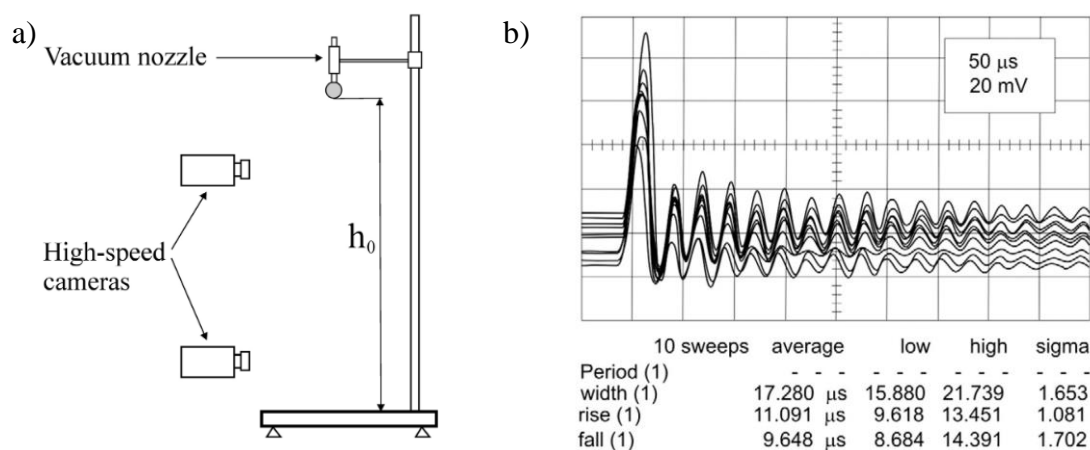 a)
Vacuum nozzle
High-speed
cameras
h0
b)
50 μs
20 mV
10 sweeps average low high sigma
Period (1) - - - - - - - - - - - -
width (1) 17.280 μs 15.880 21.739 1.653
rise (1) 11.091 μs 9.618 13.451 1.081
fall (1) 9.648 μs 8.684 14.391 1.702